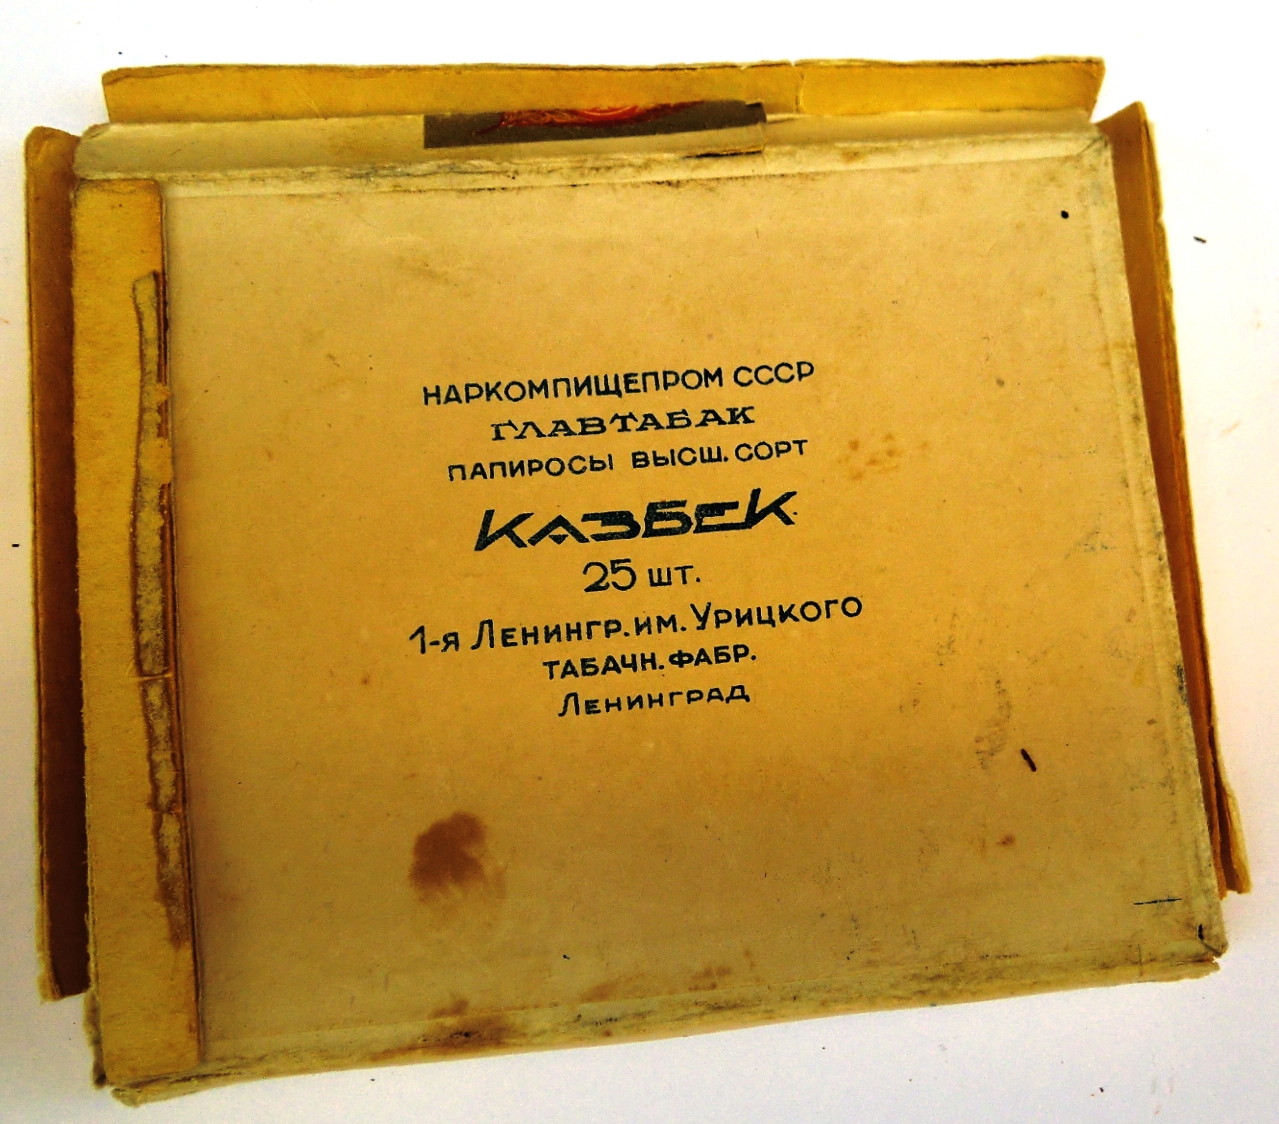 НАРКОМПИЩЕПРОМ СССР
ГЛАВТАБАК
ПАПИРОСЫ ВЫСШ. СОРТ
КАЗБЕК
25 шт.
1-я Ленингр. им. Урицкого
ТАБАЧН. ФАБР.
Ленинград